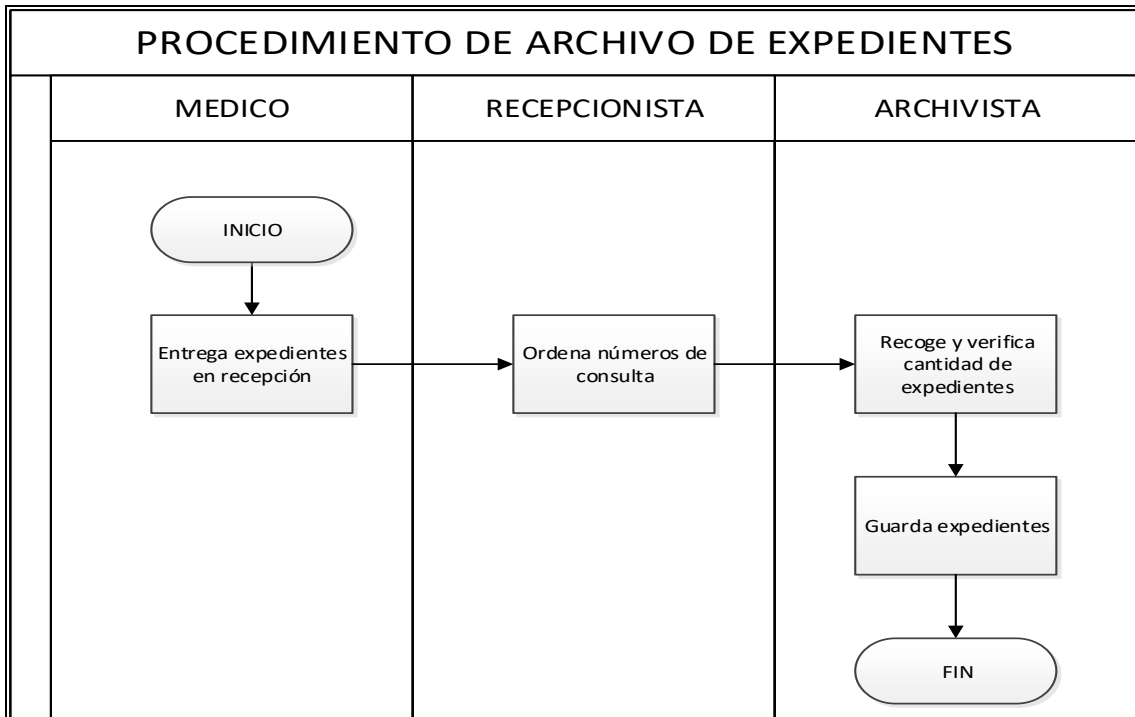 PROCEDIMIENTO DE ARCHIVO DE EXPEDIENTES
MEDICO
RECEPCIONISTA
ARCHIVISTA
INICIO
Entrega expedientes
en recepción
Ordena números de
consulta
Recoge y verifica
cantidad de
expedientes
Guarda expedientes
FIN